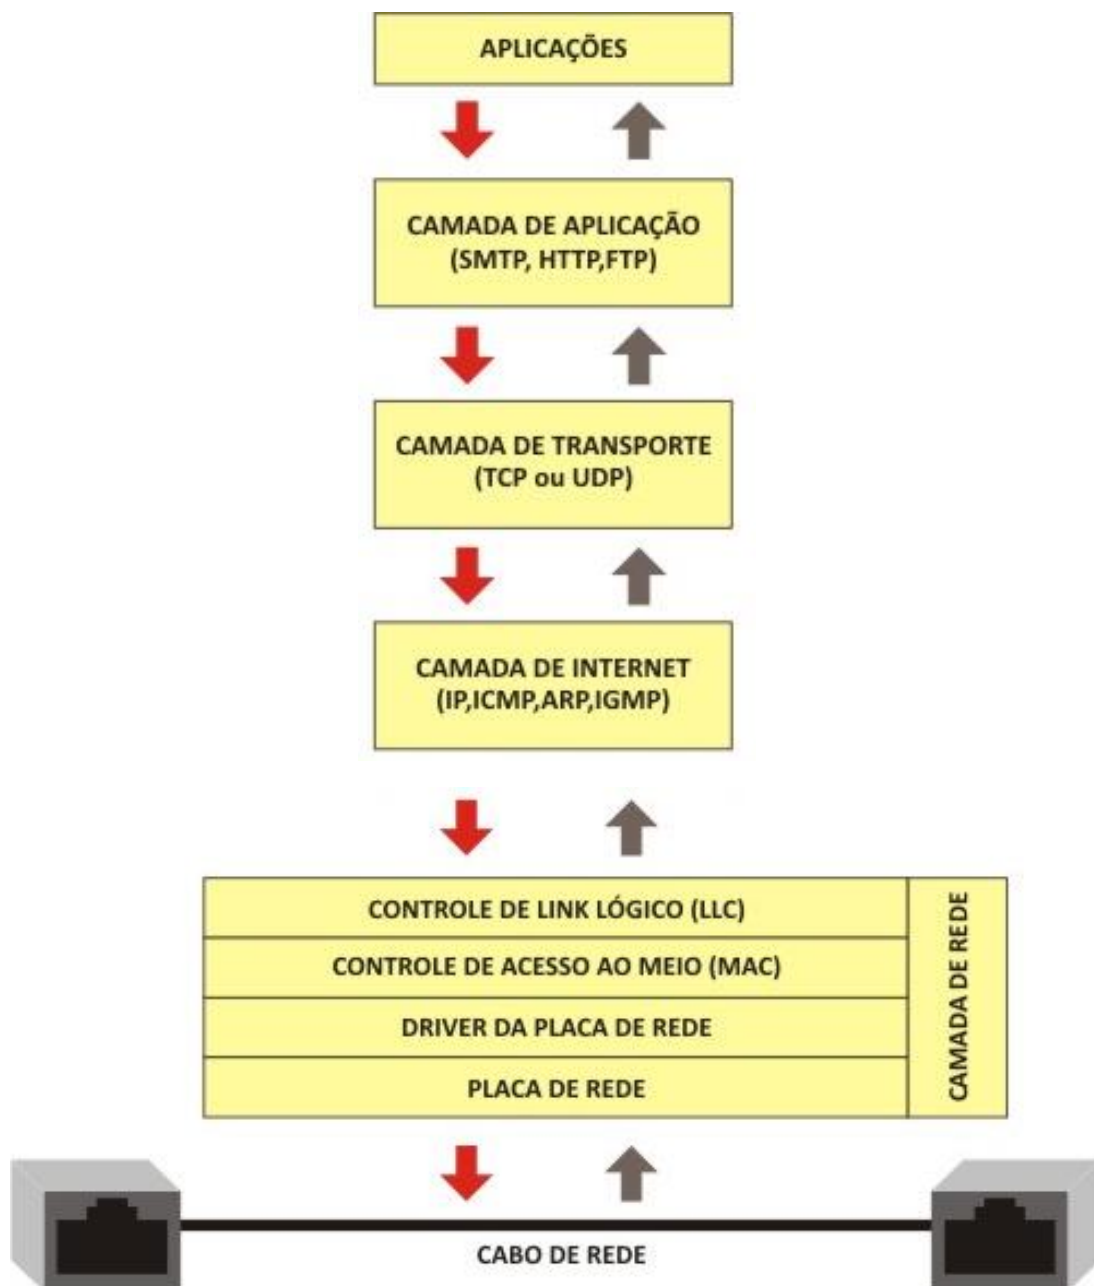 APLICAÇÕES
CAMADA DE APLICAÇÃO
(SMTP, HTTP,FTP)
CAMADA DE TRANSPORTE
(TCP ou UDP)
CAMADA DE INTERNET
(IP,ICMP,ARP,IGMP)
CONTROLE DE LINK LÓGICO (LLC)
CONTROLE DE ACESSO AO MEIO (MAC)
DRIVER DA PLACA DE REDE
PLACA DE REDE
CAMADA DE REDE
CABO DE REDE